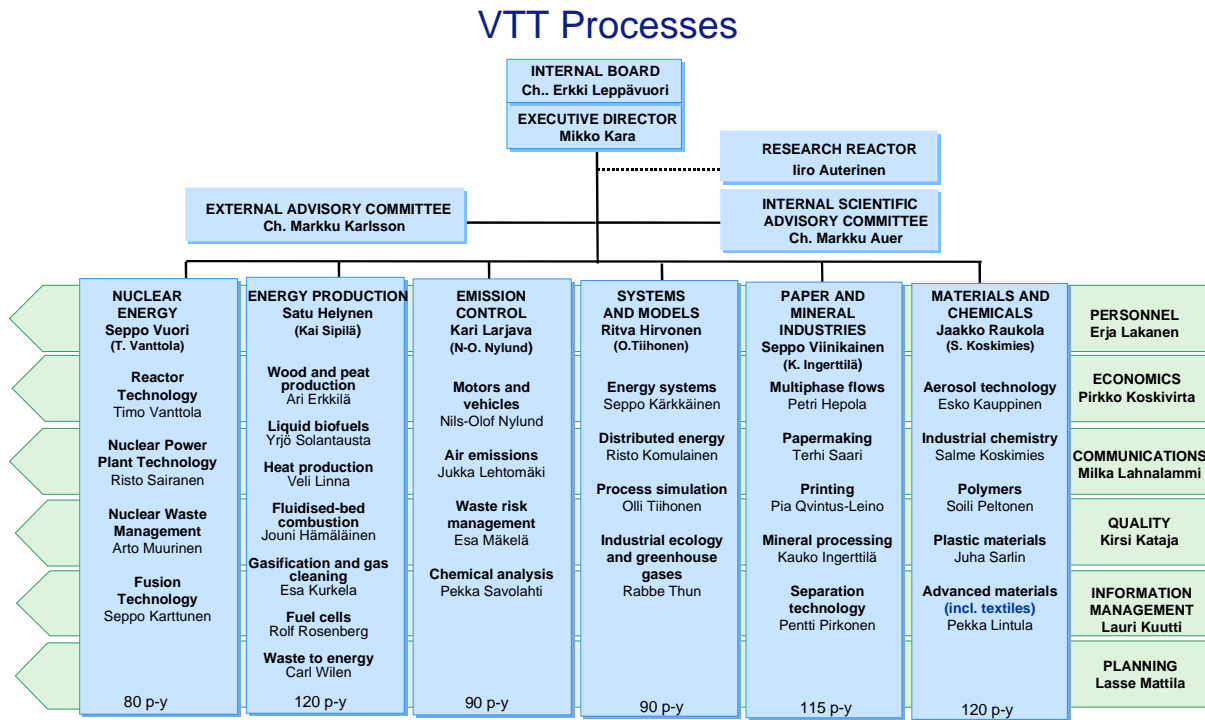 VTT Processes
INTERNAL BOARD
Ch.. Erkki Leppävuori
EXECUTIVE DIRECTOR
Mikko Kara
RESEARCH REACTOR
Iiro Auterinen
EXTERNAL ADVISORY COMMITTEE
Ch. Markku Karlsson
INTERNAL SCIENTIFIC
ADVISORY COMMITTEE
Ch. Markku Auer
NUCLEAR
ENERGY
Seppo Vuori
(T. Vanttola)
Reactor
Technology
Timo Vanttola
Nuclear Power
Plant Technology
Risto Sairanen
Nuclear Waste
Management
Arto Muurinen
Fusion
Technology
Seppo Karttunen
80 p-y
ENERGY PRODUCTION
Satu Helynen
(Kai Sipilä)
Wood and peat
production
Ari Erkkilä
Liquid biofuels
Yrjö Solantausta
Heat production
Veli Linna
Fluidised-bed
combustion
Jouni Hämäläinen
Gasification and gas
cleaning
Esa Kurkela
Fuel cells
Rolf Rosenberg
Waste to energy
Carl Wilen
120 p-y
EMISSION
CONTROL
Kari Larjava
(N-O. Nylund)
Motors and
vehicles
Nils-Olof Nylund
Air emissions
Jukka Lehtomäki
Waste risk
management
Esa Mäkelä
Chemical analysis
Pekka Savolahti
90 p-y
SYSTEMS
AND MODELS
Ritva Hirvonen
(O.Tiihonen)
Energy systems
Seppo Kärkkäinen
Distributed energy
Risto Komulainen
Process simulation
Olli Tiihonen
Industrial ecology
and greenhouse
gases
Rabbe Thun
90 p-y
PAPER AND
MINERAL
INDUSTRIES
Seppo Viinikainen
(K. Ingerttilä)
Multiphase flows
Petri Hepola
Papermaking
Terhi Saari
Printing
Pia Qvintus-Leino
Mineral processing
Kauko Ingerttilä
Separation
technology
Pentti Pirkonen
115 p-y
MATERIALS AND
CHEMICALS
Jaakko Raukola
(S. Koskimies)
Aerosol technology
Esko Kauppinen
Industrial chemistry
Salme Koskimies
Polymers
Soili Peltonen
Plastic materials
Juha Sarlin
Advanced materials
(incl. textiles)
Pekka Lintula
120 p-y
PERSONNEL
Erja Lakanen
ECONOMICS
Pirkko Koskivirta
COMMUNICATIONS
Milka Lahnalammi
QUALITY
Kirsi Kataja
INFORMATION
MANAGEMENT
Lauri Kuutti
PLANNING
Lasse Mattila